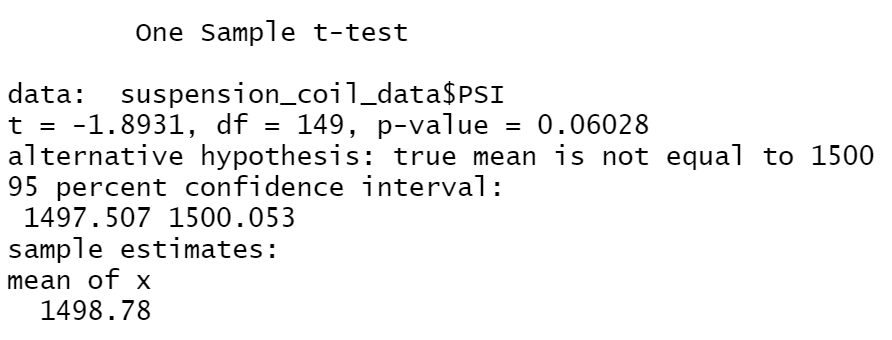 One Sample t-test
data: suspension_coil_data$PSI
t = -1.8931, df = 149, p-value = 0.06028
alternative hypothesis: true mean is not equal to 1500
95 percent confidence interval:
1497.507 1500.053
sample estimates:
mean of x
1498.78